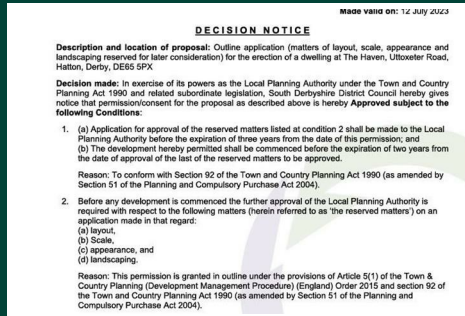 Made valid on: 12 July 2023
DECISION NOTICE
Description and location of proposal: Outline application (matters of layout, scale, appearance and
landscaping reserved for later consideration) for the erection of a dwelling at The Haven, Uttoxeter Road,
Hatton, Derby, DE65 5PX
Decision made: In exercise of its powers as the Local Planning Authority under the Town and Country
Planning Act 1990 and related subordinate legislation, South Derbyshire District Council hereby gives
notice that permission/consent for the proposal as described above is hereby Approved subject to the
following Conditions:
1. (a) Application for approval of the reserved matters listed at condition 2 shall be made to the Local
Planning Authority before the expiration of three years from the date of this permission; and
(b) The development hereby permitted shall be commenced before the expiration of two years from
the date of approval of the last of the reserved matters to be approved.
Reason: To conform with Section 92 of the Town and Country Planning Act 1990 (as amended by
Section 51 of the Planning and Compulsory Purchase Act 2004).
2. Before any development is commenced the further approval of the Local Planning Authority is
required with respect to the following matters (herein referred to as 'the reserved matters') on an
application made in that regard:
(a) layout,
(b) Scale,
(c) appearance, and
(d) landscaping.
Reason: This permission is granted in outline under the provisions of Article 5(1) of the Town &
Country Planning (Development Management Procedure) (England) Order 2015 and section 92 of
the Town and Country Planning Act 1990 (as amended by Section 51 of the Planning and
Compulsory Purchase Act 2004).